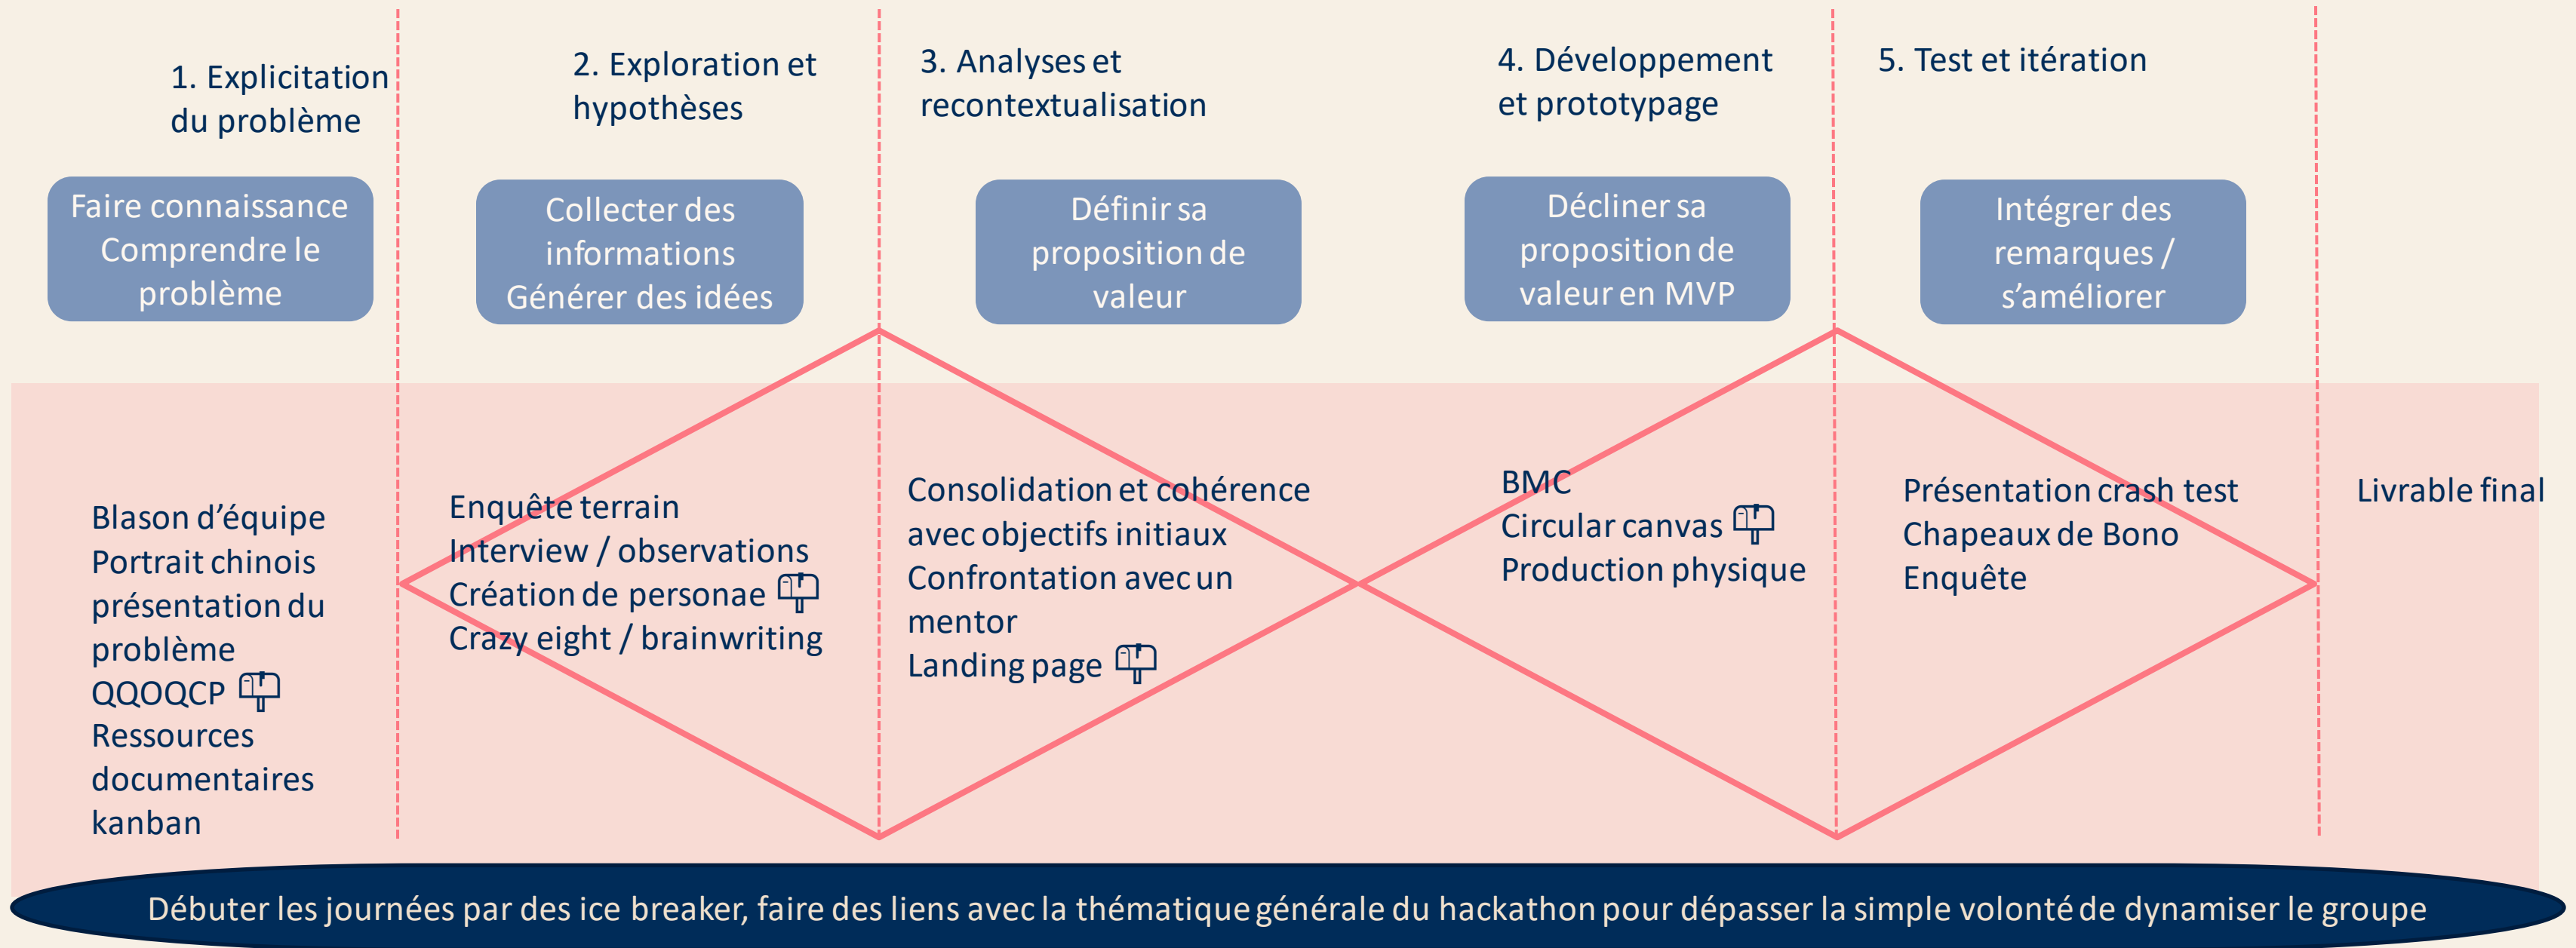 1. Explicitation
du problème
2. Exploration et
hypothèses
3. Analyses et
recontextualisation
4. Développement
et prototypage
5. Test et itération
Faire connaissance
Comprendre le
problème
Collecter des
informations
Générer des idées
Définir sa
proposition de
valeur
Décliner sa
proposition de
valeur en MVP
Intégrer des
remarques /
s’améliorer
Blason d’équipe
Portrait chinois
présentation du
problème
QQOQCP
Ressources
documentaires
kanban
Enquête terrain
Interview / observations
Création de personae
Crazy eight / brainwriting
Consolidation et cohérence
avec objectifs initiaux
Confrontation avec un
mentor
Landing page
BMC
Circular canvas
Production physique
Présentation crash test
Chapeaux de Bono
Enquête
Livrable final
Débuter les journées par des ice breaker, faire des liens avec la thématique générale du hackathon pour dépasser la simple volonté de dynamiser le groupe